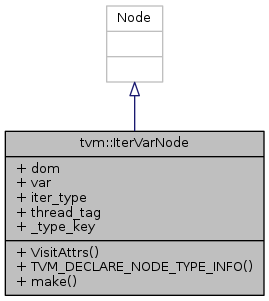 Node
tvm::IterVarNode
+ dom
+ var
+ iter_type
+ thread_tag
+ _type_key
+ VisitAttrs()
+ TVM_DECLARE_NODE_TYPE_INFO()
+ make()